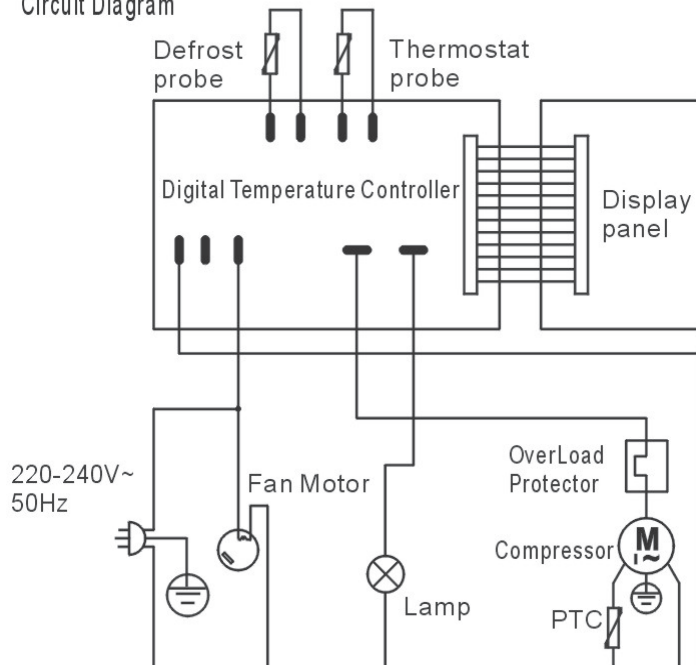 Circuit Diagram
Defrost
probe
Thermostat
probe
Digital Temperature Controller
Display
panel
220-240V~
50Hz
Fan Motor
OverLoad
Protector
Compressor
M
1~
Lamp
PTC